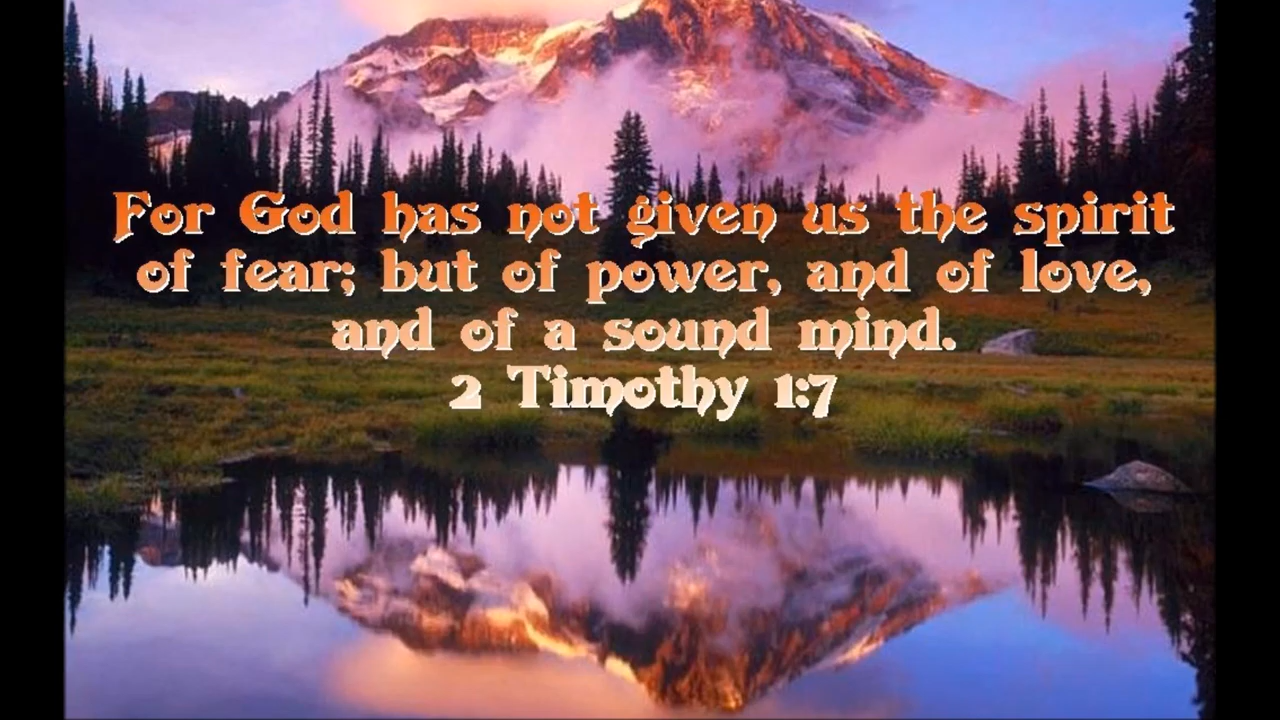 For God has not given us the spirit
of fear; but of power, and of love,
and of a sound mind.
2 Timothy 1:7